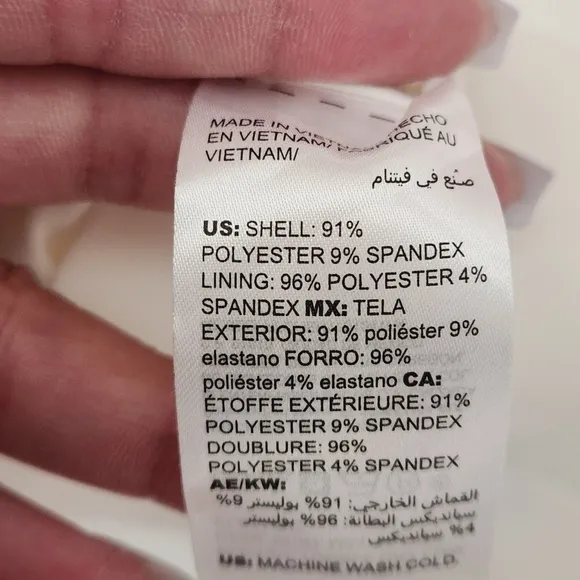 MADE IN VIETNAM/HECHO
EN VIETNAM/FABRIQUÉ AU
VIETNAM/
صنع في فيتنام
US: SHELL: 91%
POLYESTER 9% SPANDEX
LINING: 96% POLYESTER 4%
SPANDEX MX: TELA
EXTERIOR: 91% poliéster 9%
elastano FORRO: 96%
poliéster 4% elastano CA:
ÉTOFFE EXTÉRIEURE: 91%
POLYESTER 9% SPANDEX
DOUBLURE: 96%
POLYESTER 4% SPANDEX
AE/KW:
القماش الخارجي: 91% بوليستر 9%
سبانديكس البطانة: 96% بوليستر
4% سبانديكس
US: MACHINE WASH COLD.